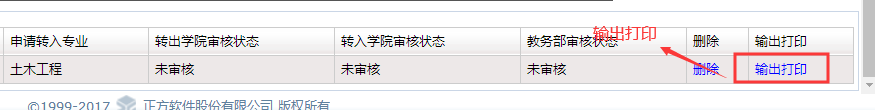 输出打印
申请转入专业 转出学院审核状态 转入学院审核状态 教务部审核状态 删除 输出打印
土木工程 未审核 未审核 未审核 删除 输出打印
©1999-2017 正方软件股份有限公司 版权所有